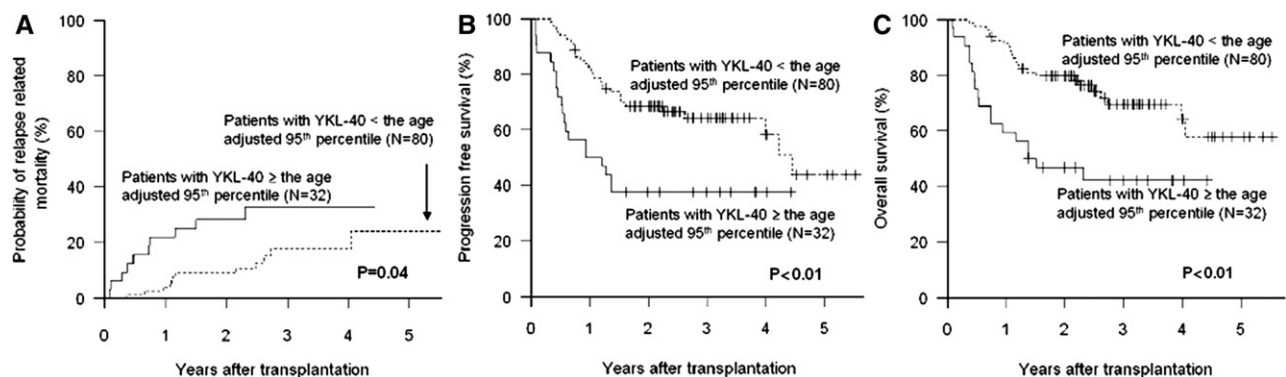 A
Probability of relapse related
mortality (%)
100
80
60
40
20
0
Patients with YKL-40 < the age
adjusted 95th percentile (N=80)
Patients with YKL-40 ≥ the age
adjusted 95th percentile (N=32)
P=0.04
0 1 2 3 4 5
Years after transplantation
B
Progression free survival (%)
100
80
60
40
20
0
Patients with YKL-40 < the age
adjusted 95th percentile (N=80)
Patients with YKL-40 ≥ the age
adjusted 95th percentile (N=32)
P<0.01
0 1 2 3 4 5
Years after transplantation
C
Overall survival (%)
100
80
60
40
20
0
Patients with YKL-40 < the age
adjusted 95th percentile (N=80)
Patients with YKL-40 ≥ the age
adjusted 95th percentile (N=32)
P<0.01
0 1 2 3 4 5
Years after transplantation